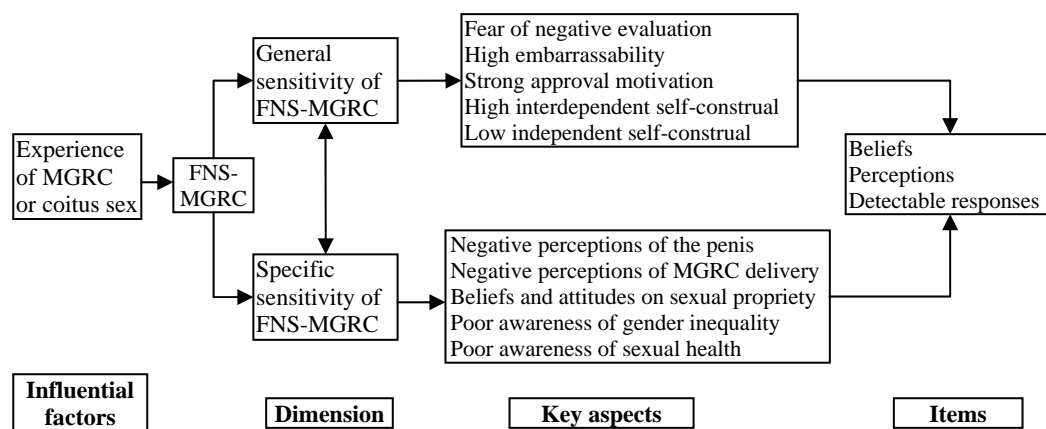 Experience
of MGRC
or coitus sex
FNS-
MGRC
General
sensitivity of
FNS-MGRC
Fear of negative evaluation
High embarrassability
Strong approval motivation
High interdependent self-construal
Low independent self-construal
Specific
sensitivity of
FNS-MGRC
Negative perceptions of the penis
Negative perceptions of MGRC delivery
Beliefs and attitudes on sexual propriety
Poor awareness of gender inequality
Poor awareness of sexual health
Beliefs
Perceptions
Detectable responses
Influential
factors
Dimension
Key aspects
Items